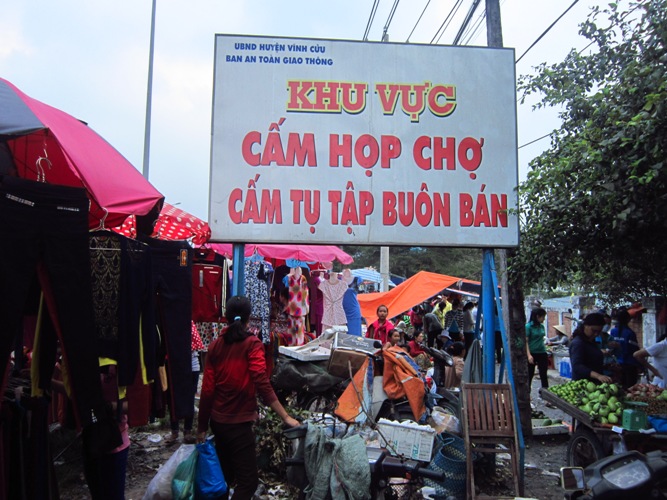 UBND HUYỆN VĨNH CỬU
BAN AN TOÀN GIAO THÔNG
KHU VỰC
CẤM HỌP CHỢ
CẤM TỤ TẬP BUÔN BÁN